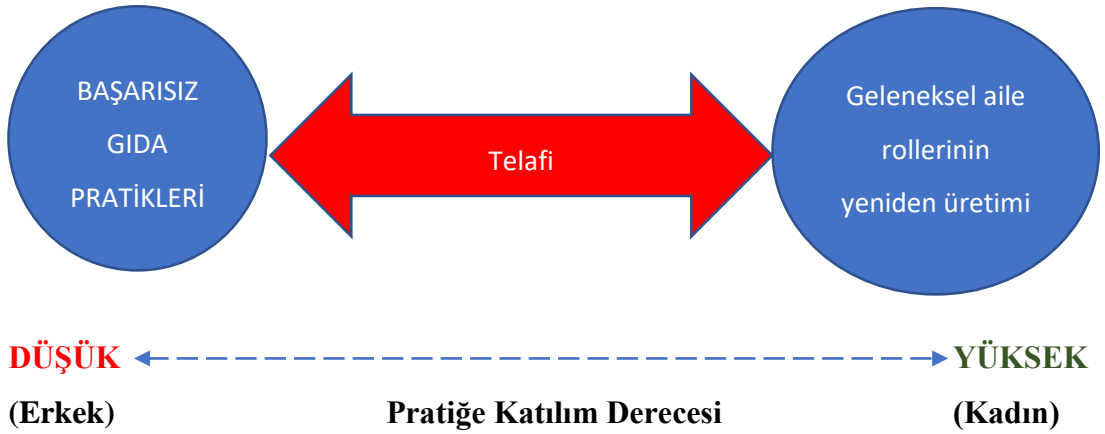 BAŞARISIZ
GIDA
PRATİKLERİ
Telafi
Geleneksel aile
rollerinin
yeniden üretimi
DÜŞÜK
YÜKSEK
(Erkek)
Pratiğe Katılım Derecesi
(Kadın)